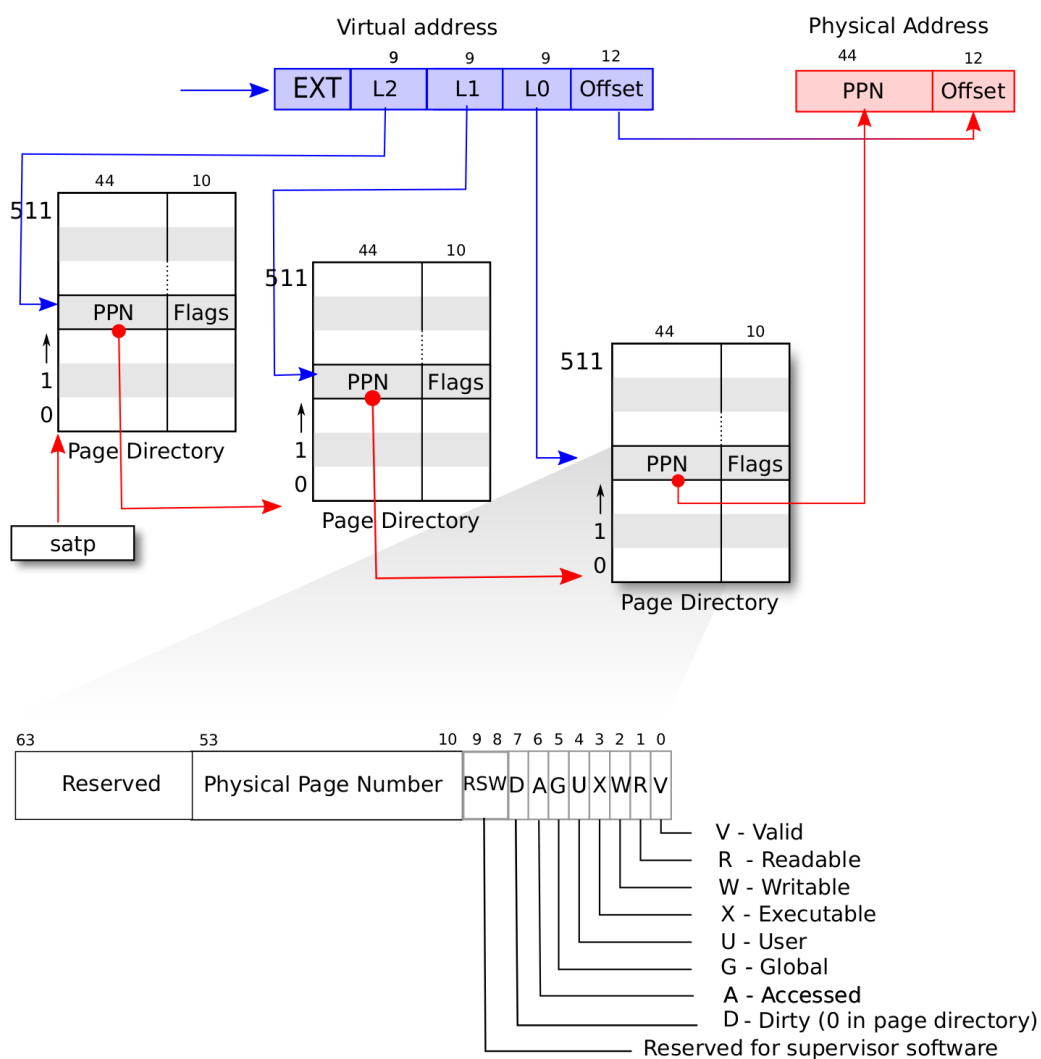 Virtual address
Physical Address
9 9 9 12
44 12
EXT L2 L1 L0 Offset
PPN Offset
44 10
511
PPN Flags
1
0
Page Directory
satp
44 10
511
PPN Flags
1
0
Page Directory
44 10
511
PPN Flags
1
0
Page Directory
63 53 10 9 8 7 6 5 4 3 2 1 0
Reserved Physical Page Number RSW D A G U X W R V
V - Valid
R - Readable
W - Writable
X - Executable
U - User
G - Global
A - Accessed
D - Dirty (0 in page directory)
Reserved for supervisor software